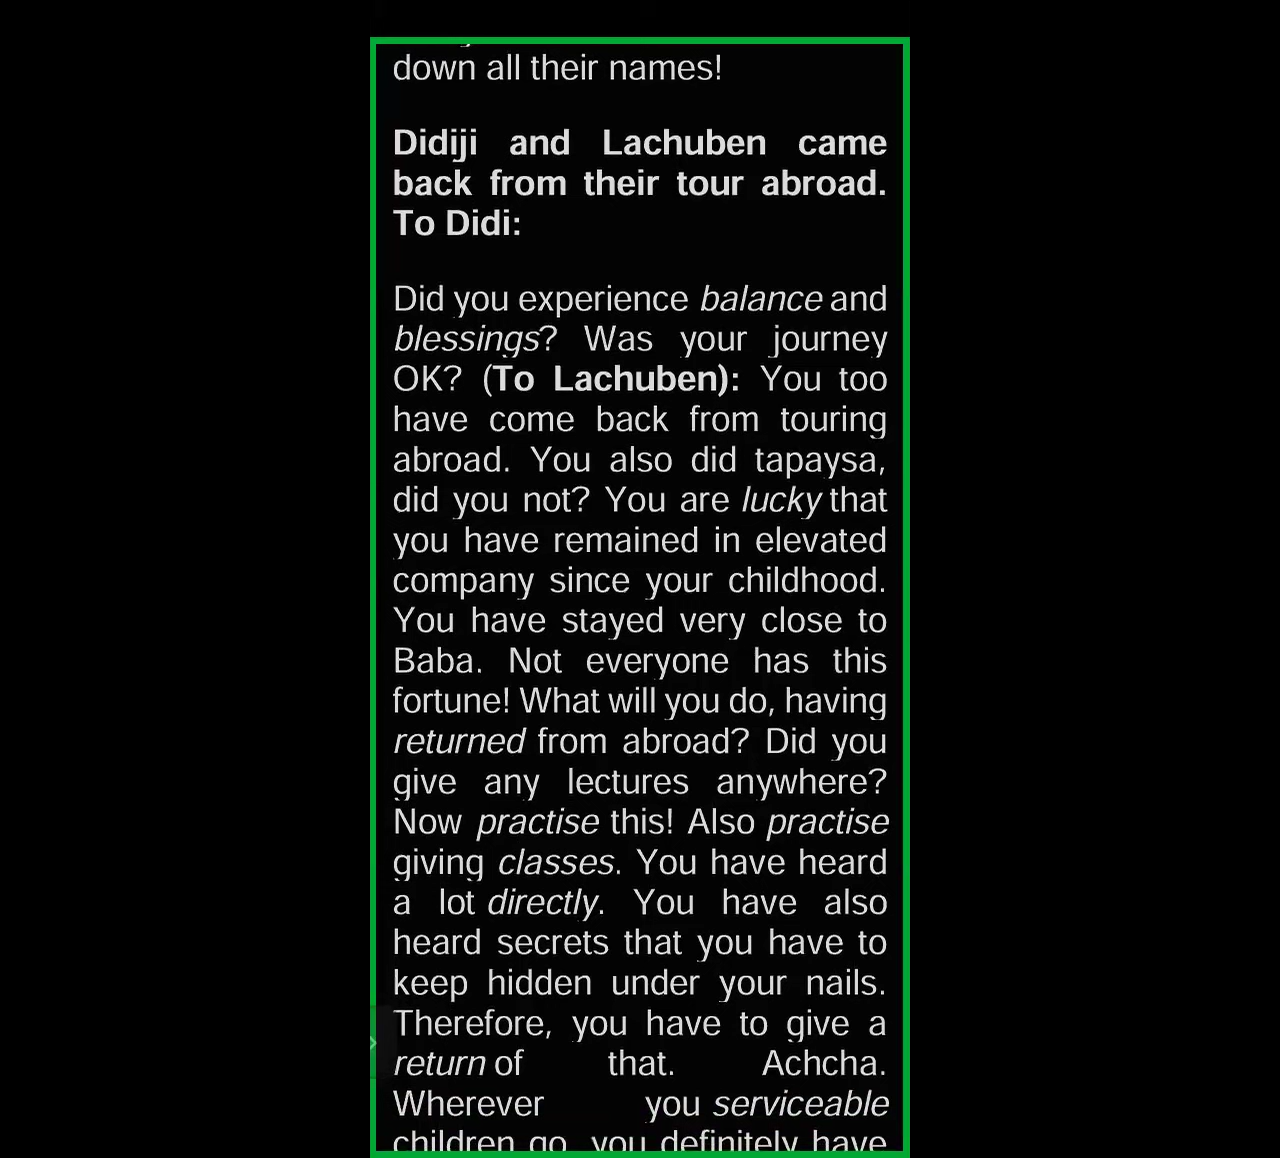 down all their names!
Didiji and Lachuben came
back from their tour abroad.
To Didi:
Did you experience balance and
blessings? Was your journey
OK? (To Lachuben): You too
have come back from touring
abroad. You also did tapaysa,
did you not? You are lucky that
you have remained in elevated
company since your childhood.
You have stayed very close to
Baba. Not everyone has this
fortune! What will you do, having
returned from abroad? Did you
give any lectures anywhere?
Now practise this! Also practise
giving classes. You have heard
a lot directly. You have also
heard secrets that you have to
keep hidden under your nails.
Therefore, you have to give a
return of that. Achcha.
Wherever you serviceable
children go, you definitely have